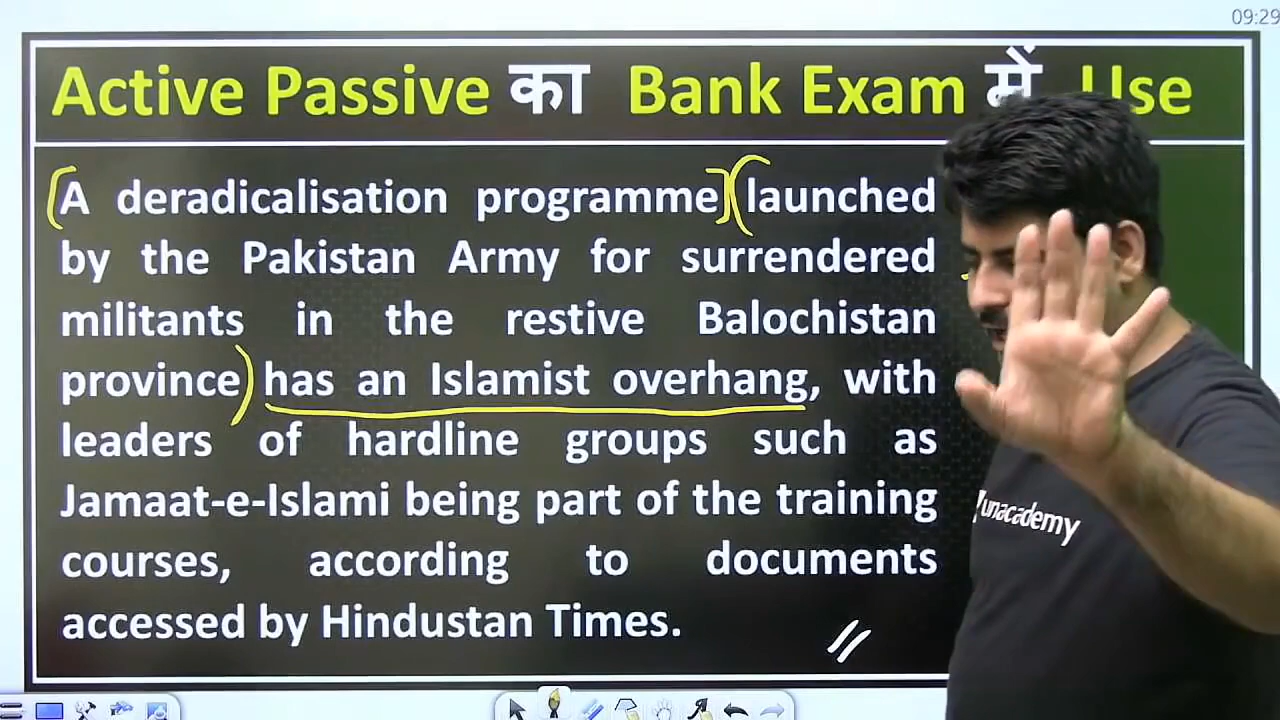 09:29
Active Passive का Bank Exam में Use
A deradicalisation programme launched
by the Pakistan Army for surrendered
militants in the restive Balochistan
province has an Islamist overhang, with
leaders of hardline groups such as
Jamaat-e-Islami being part of the training
courses, according to documents
accessed by Hindustan Times.
unacademy